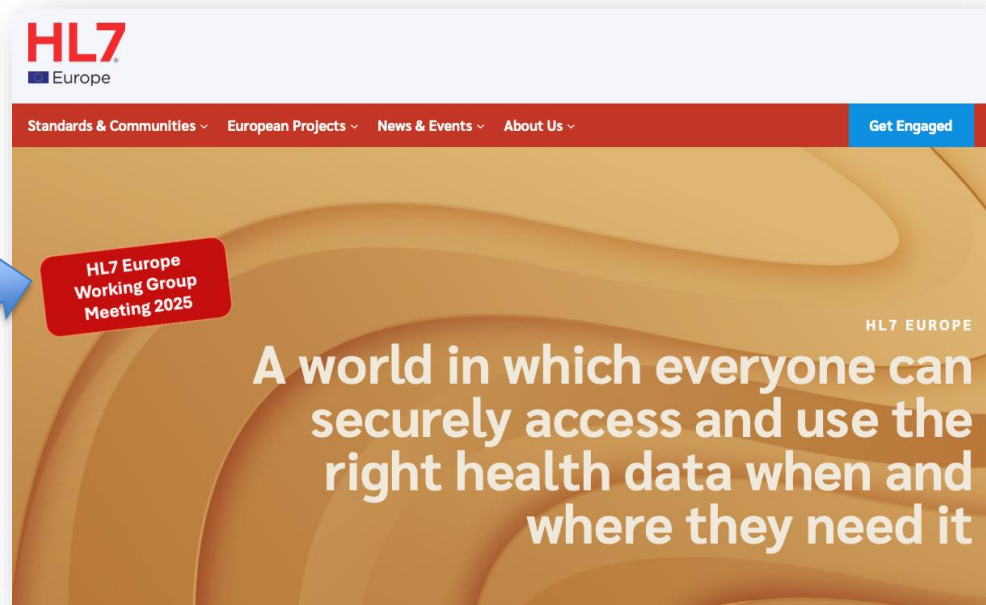 HL7
Europe
Standards & Communities
European Projects
News & Events
About Us
Get Engaged
HL7 Europe
Working Group
Meeting 2025
HL7 EUROPE
A world in which everyone can
securely access and use the
right health data when and
where they need it